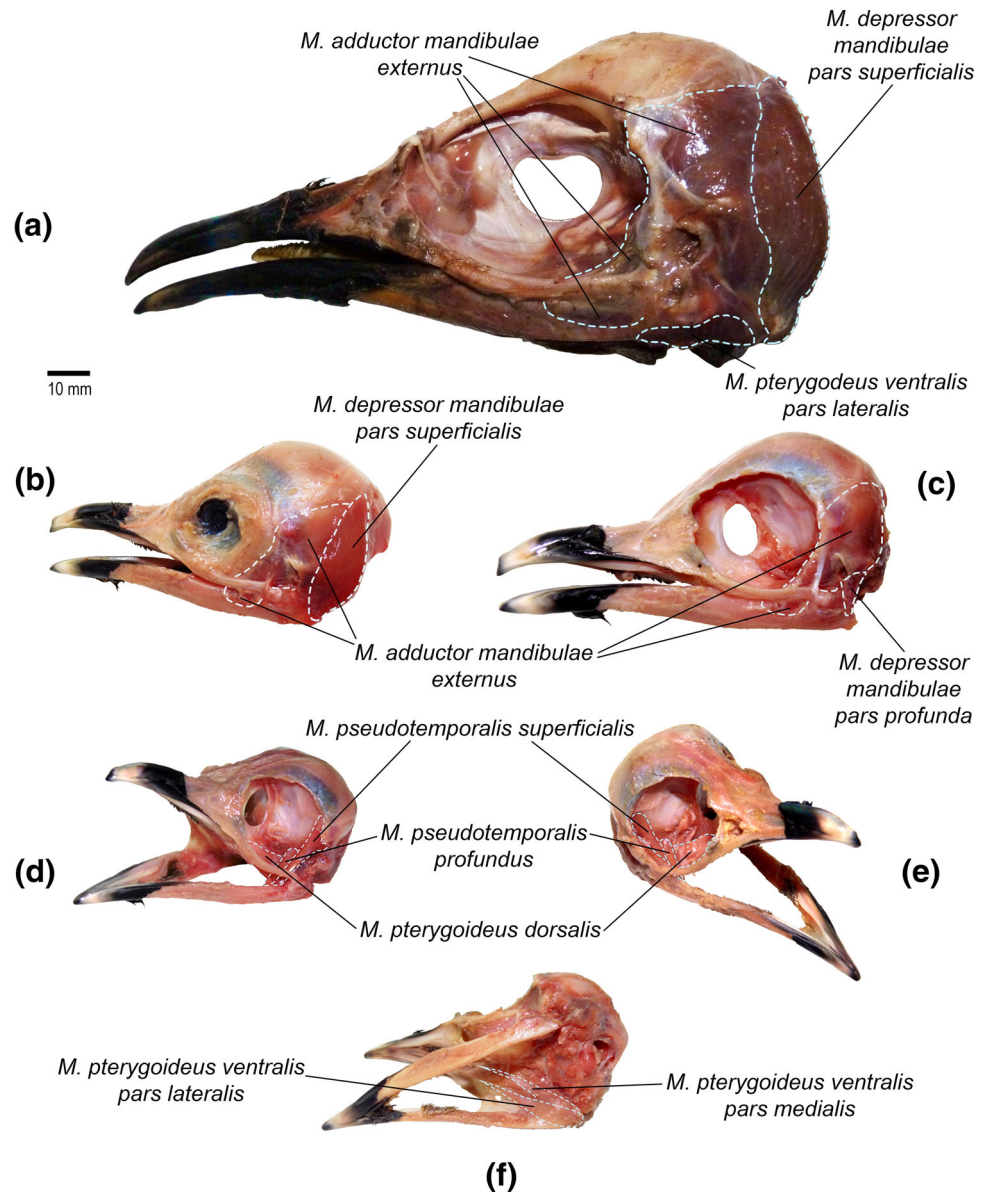 M. adductor mandibulae
externus
M. depressor
mandibulae
pars superficialis
(a)
10 mm
M. pterygodeus ventralis
pars lateralis
M. depressor mandibulae
pars superficialis
(b)
(c)
M. adductor mandibulae
externus
M. depressor
mandibulae
pars profunda
M. pseudotemporalis superficialis
M. pseudotemporalis
profundus
(d)
(e)
M. pterygoideus dorsalis
M. pterygoideus ventralis
pars lateralis
M. pterygoideus ventralis
pars medialis
(f)